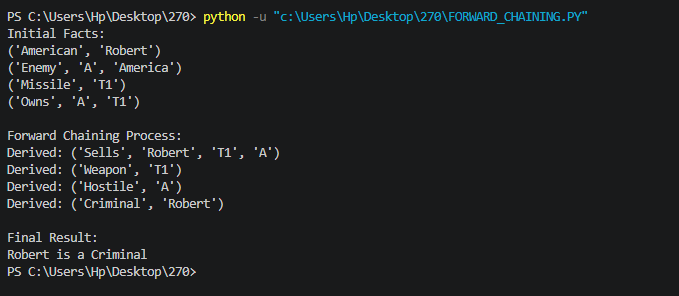 PS C:\Users\Hp\Desktop\270> python -u "c:\Users\Hp\Desktop\270\FORWARD_CHAINING.PY"
Initial Facts:
('American', 'Robert')
('Enemy', 'A', 'America')
('Missile', 'T1')
('Owns', 'A', 'T1')
Forward Chaining Process:
Derived: ('Sells', 'Robert', 'T1', 'A')
Derived: ('Weapon', 'T1')
Derived: ('Hostile', 'A')
Derived: ('Criminal', 'Robert')
Final Result:
Robert is a Criminal
PS C:\Users\Hp\Desktop\270>